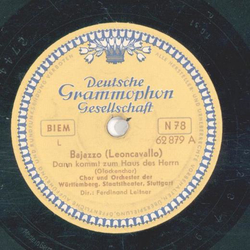 Deutsche
Grammophon
Gesellschaft
BIEM
L
N 78
62 879 A
Bajazzo (Leoncavallo)
Dann kommt zum Haus des Herrn
(Glockenchor)
Chor und Orchester der
Württemberg. Staatstheater, Stuttgart
Dir.: Ferdinand Leitner